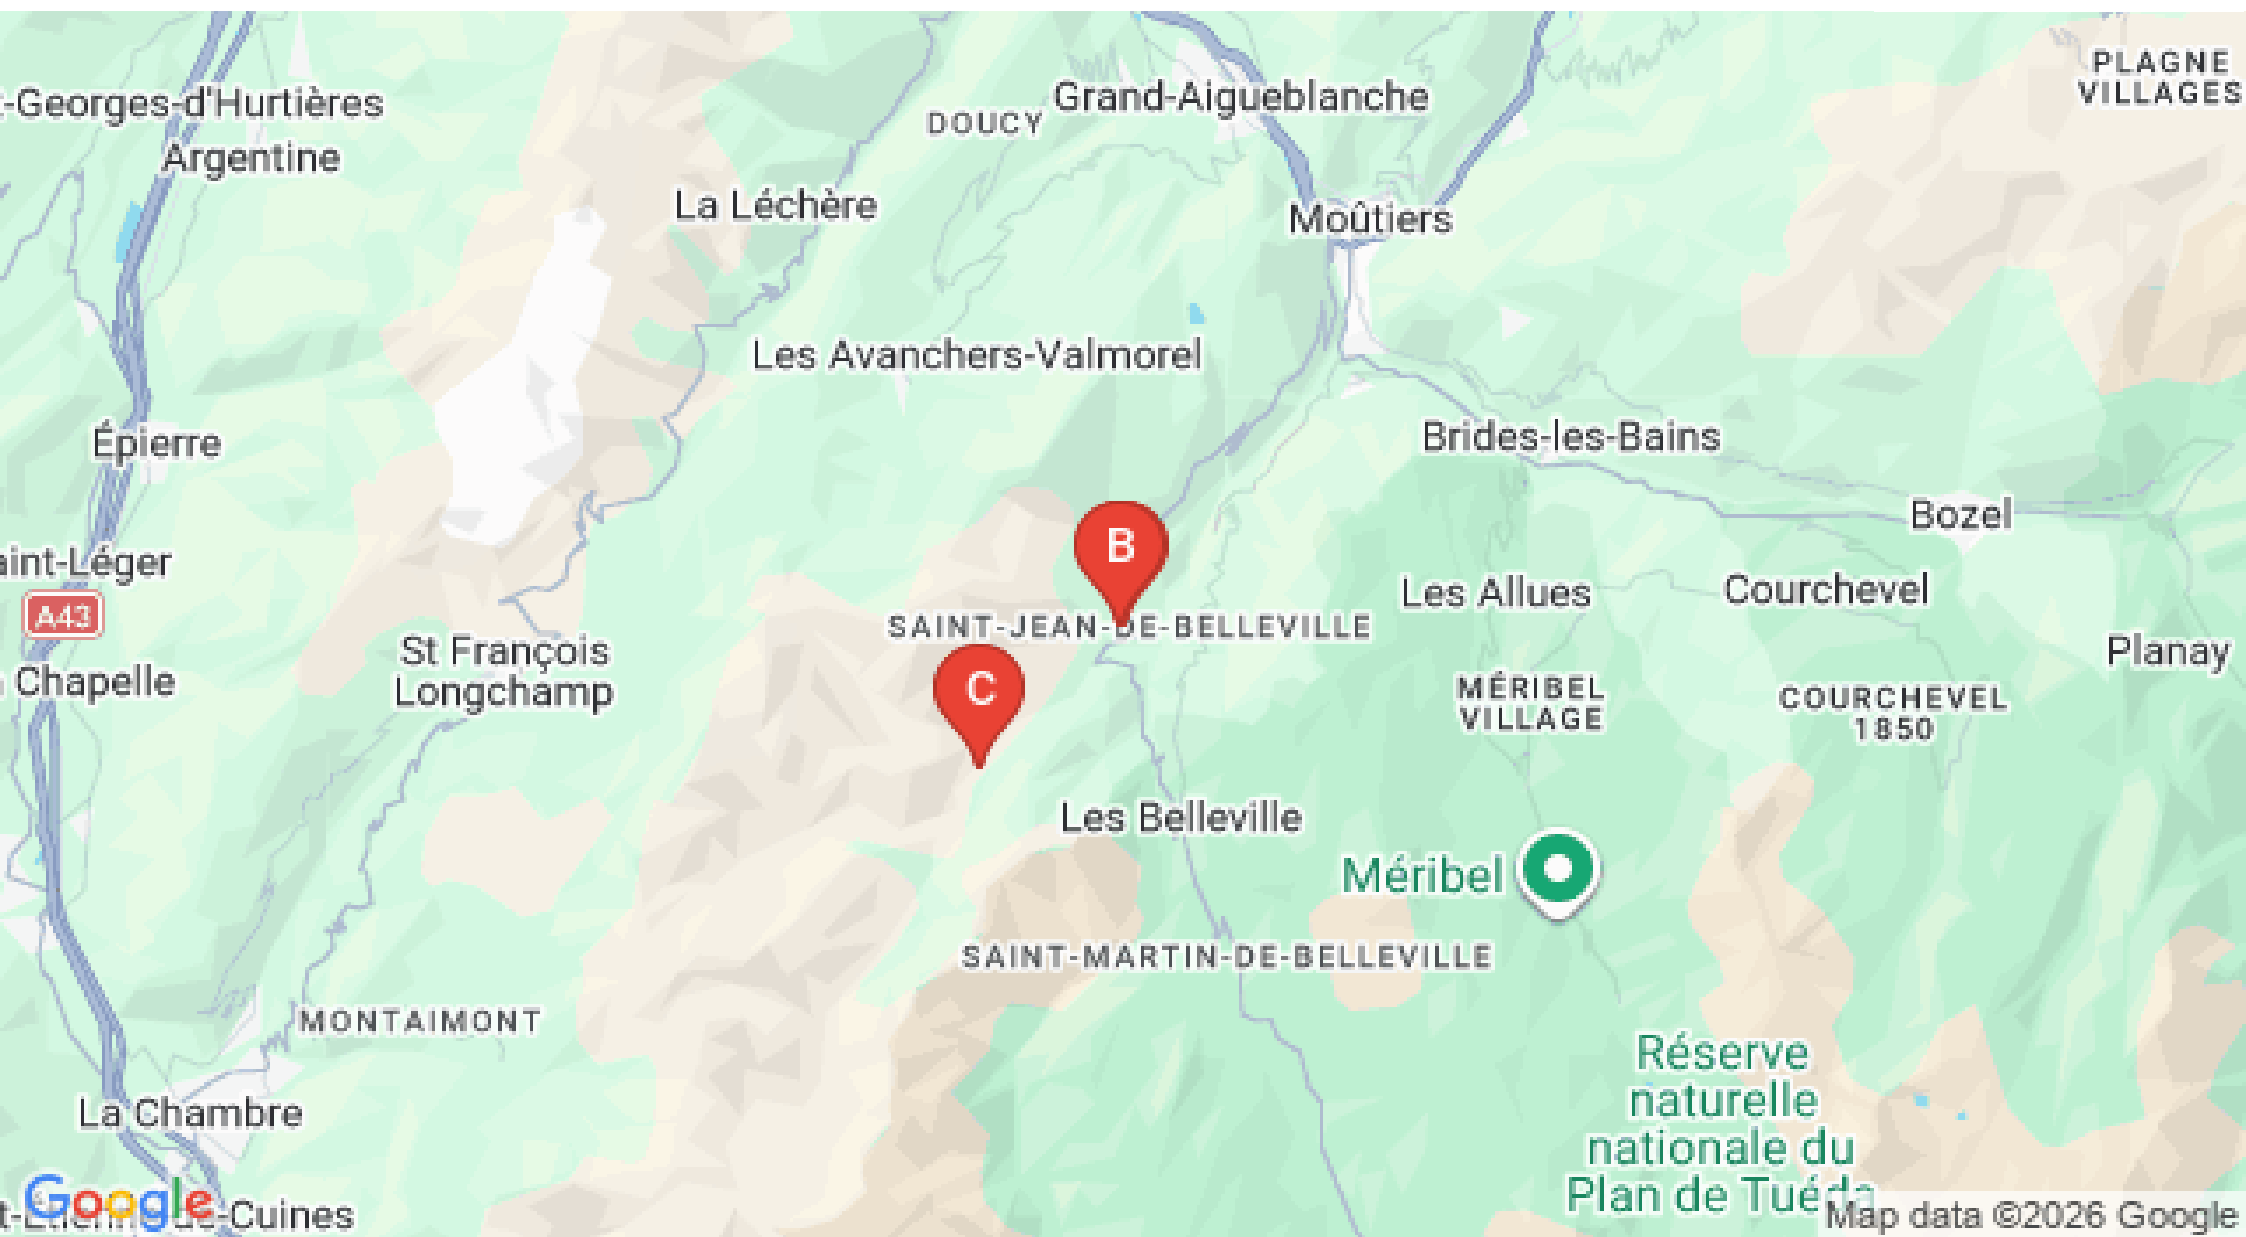 PLAGNE
VILLAGES
Grand-Aigueblanche
-Georges-d'Hurtières
DOUCY
Argentine
La Léchère
Moûtiers
Les Avanchers-Valmorel
Épierre
Brides-les-Bains
Bozel
B
aint-Léger
A43
Les Allues
Courchevel
SAINT-JEAN-DE-BELLEVILLE
St François
Longchamp
Planay
Chapelle
C
MÉRIBEL
VILLAGE
COURCHEVEL
1850
Les Belleville
Méribel
SAINT-MARTIN-DE-BELLEVILLE
MONTAIMONT
Réserve
naturelle
nationale du
Plan de Tuéda
La Chambre
Google
-Cuines
Map data ©2026 Google